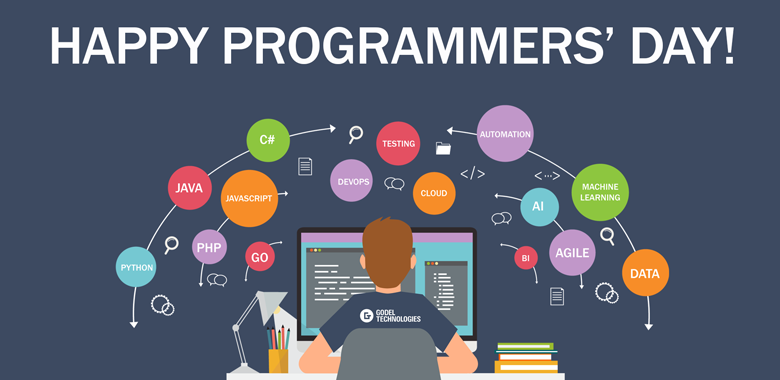 HAPPY PROGRAMMERS’ DAY!
C#
TESTING
AUTOMATION
JAVA
JAVASCRIPT
DEVOPS
CLOUD
</>
<...>
MACHINE
LEARNING
AI
PHP
GO
BI
AGILE
PYTHON
DATA
GODEL
TECHNOLOGIES